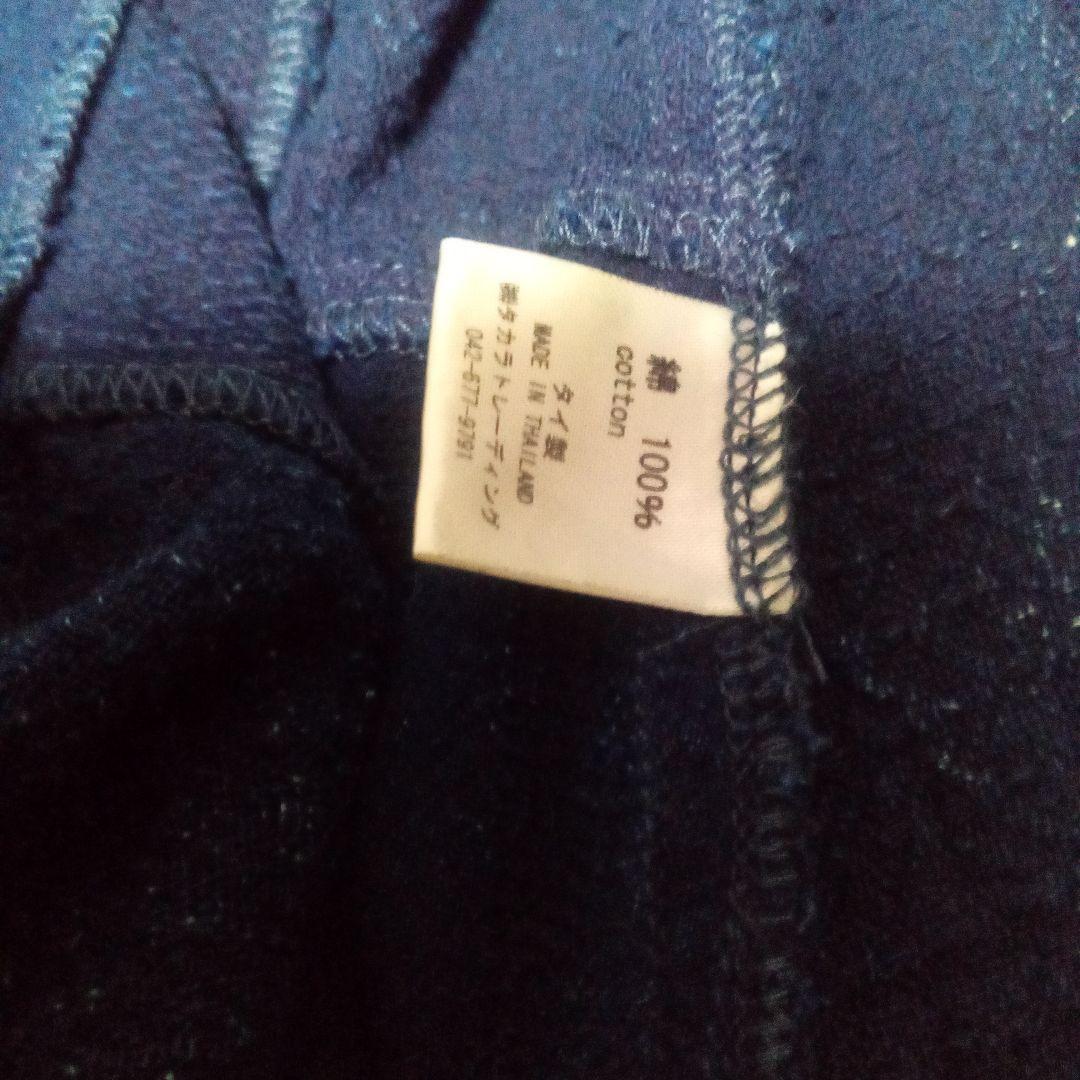 綿 100%
cotton
タイ製
MADE IN THAILAND
㈱タカラトレーディング
042-677-9791